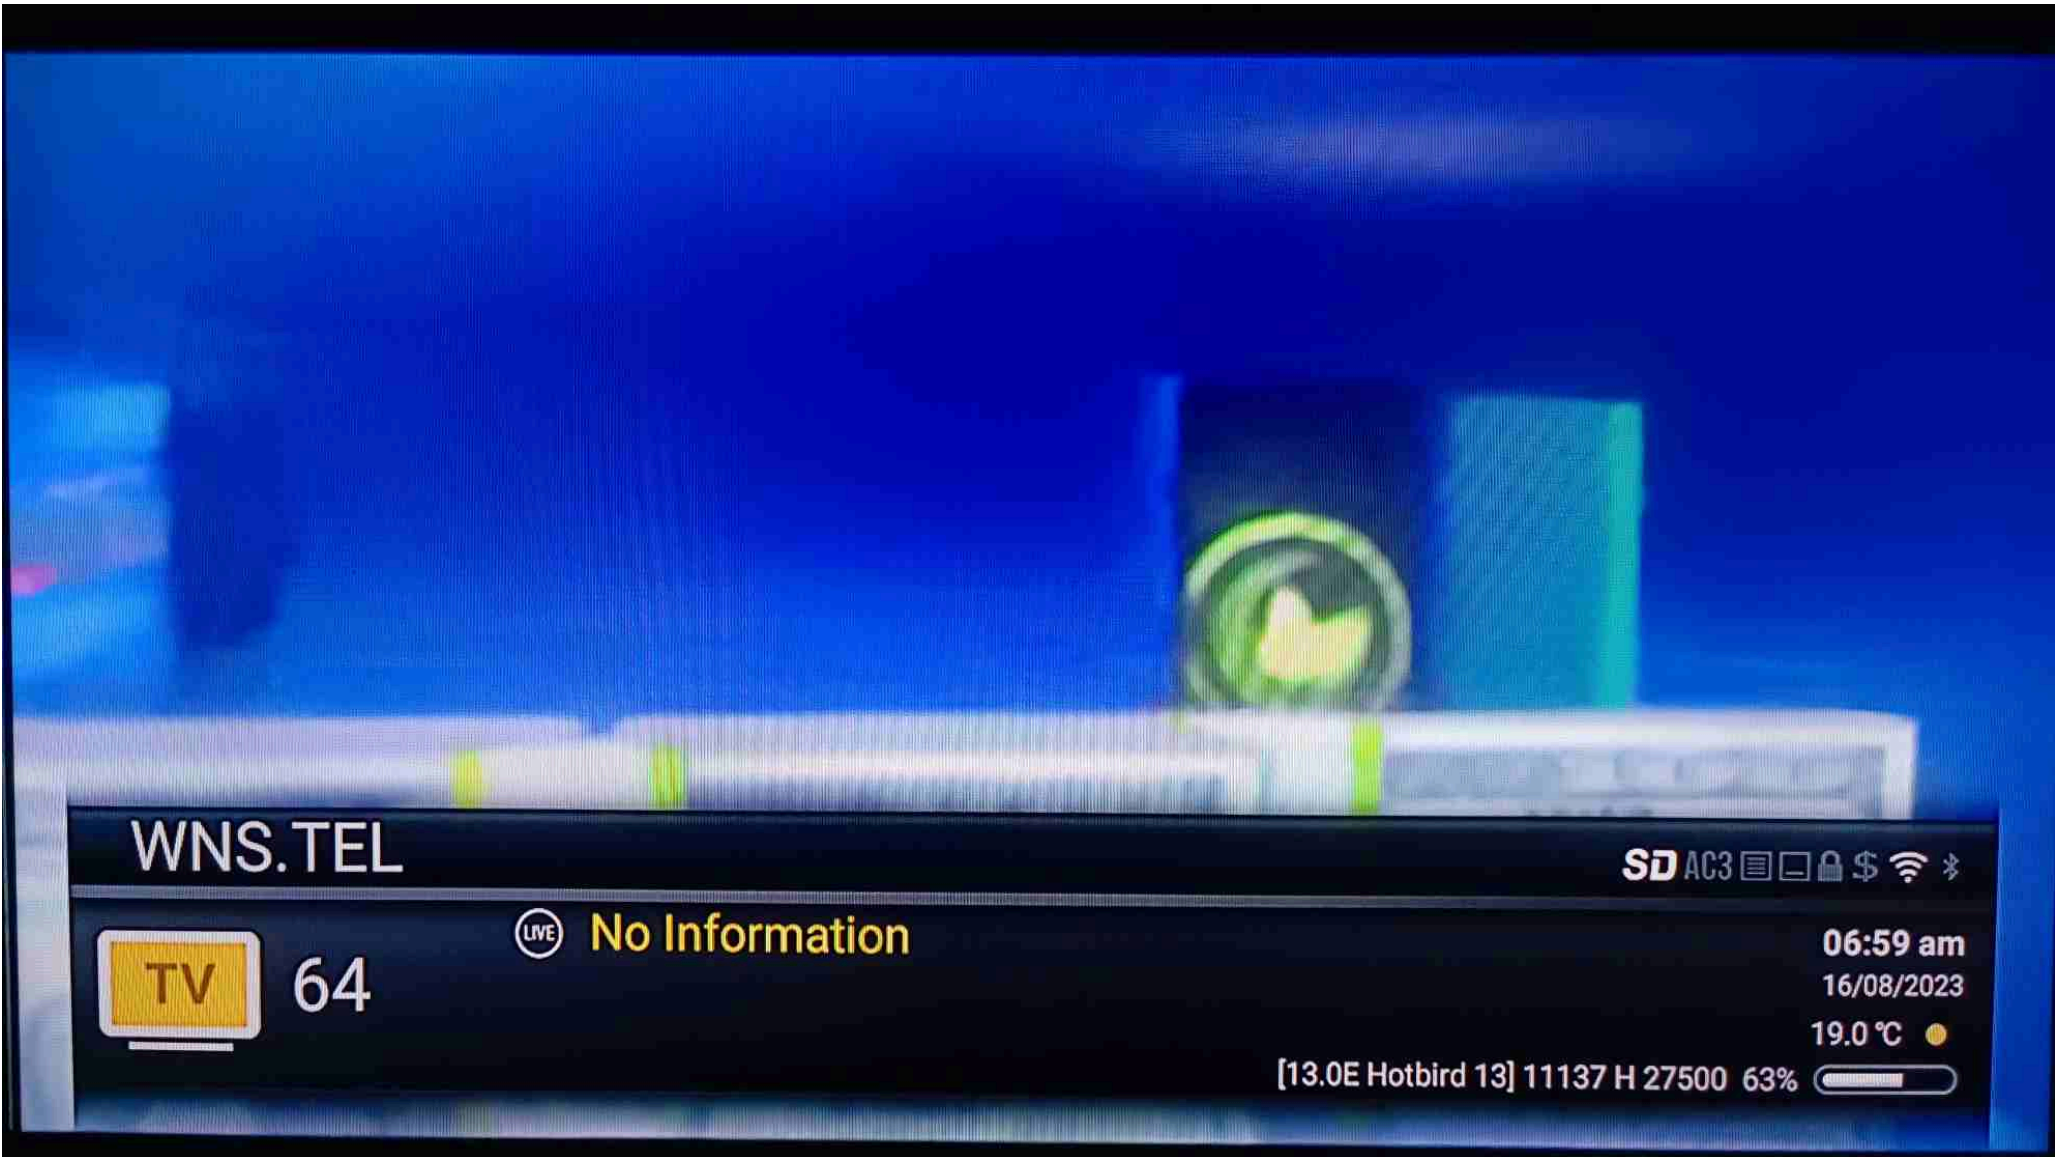 WNS.TEL
SD AC3 $
TV 64
LIVE No Information
06:59 am
16/08/2023
19.0 °C
[13.0E Hotbird 13] 11137 H 27500 63%